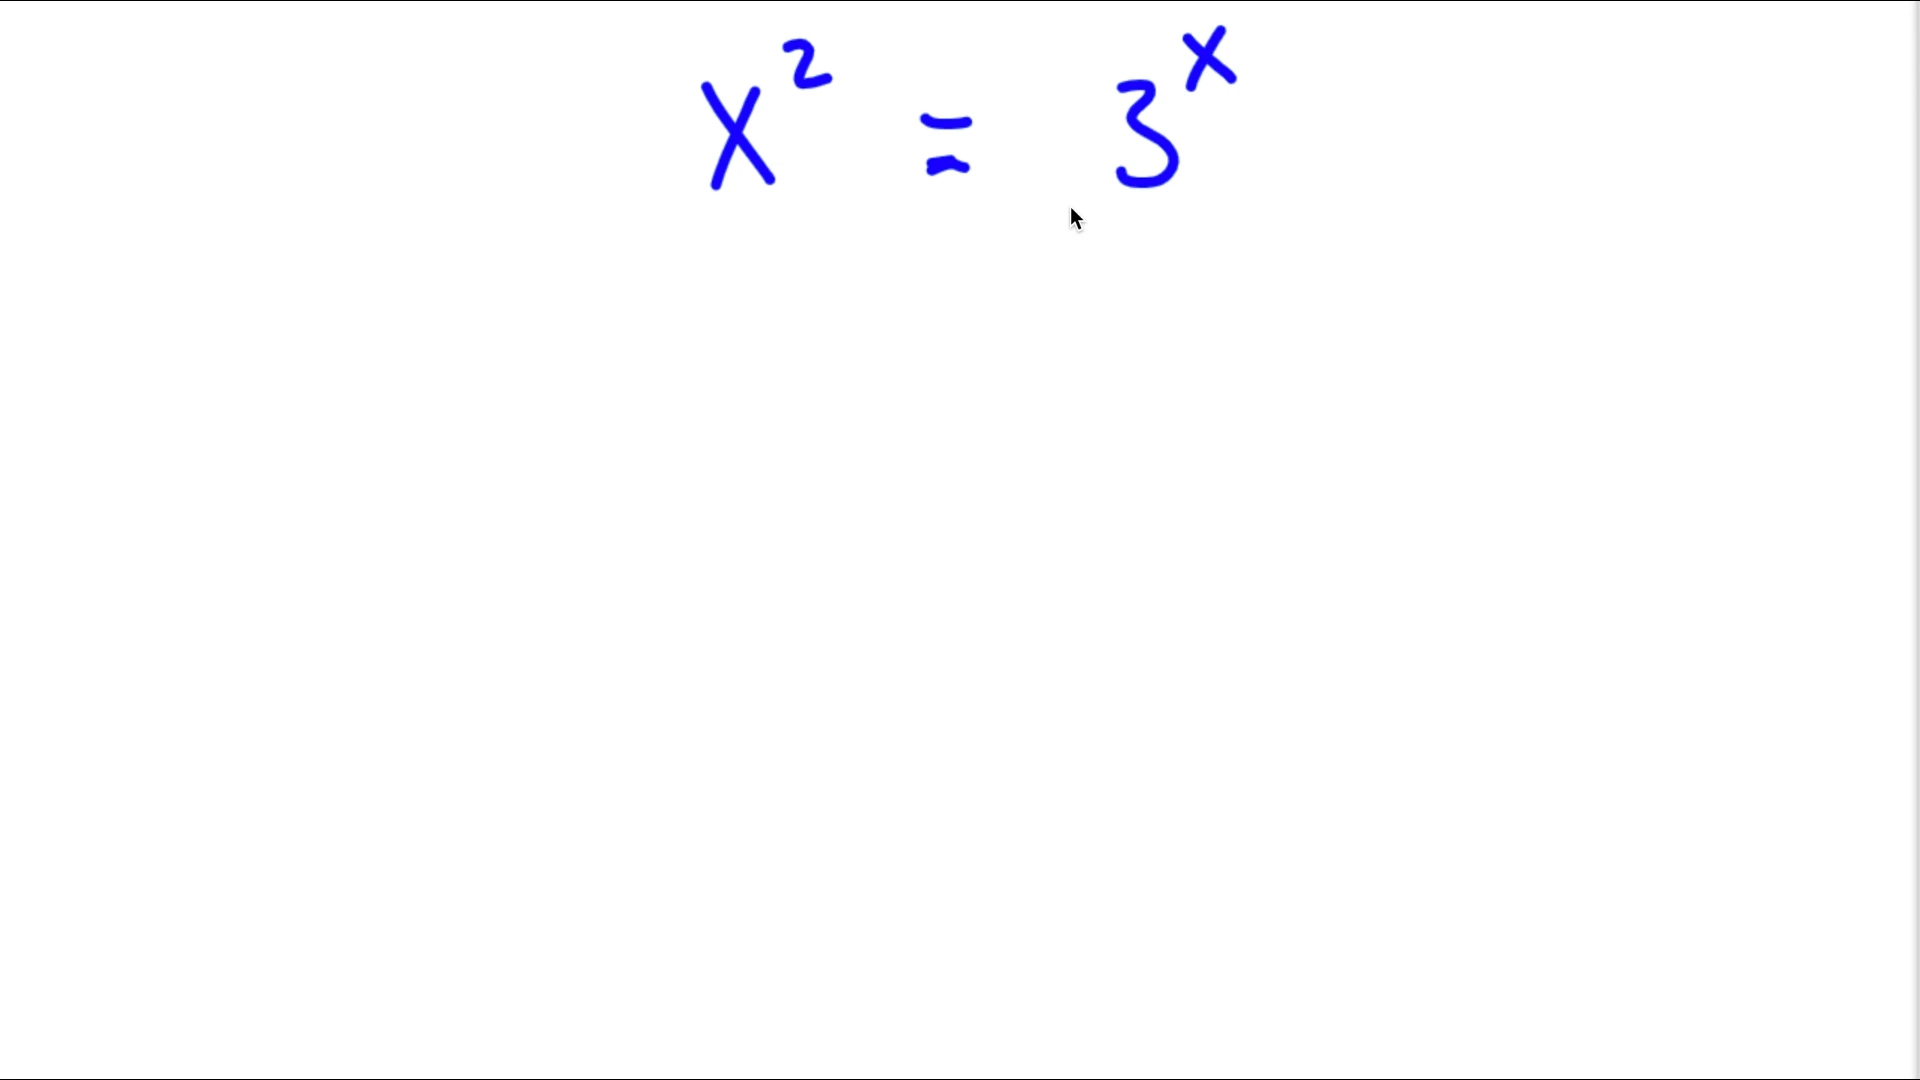 x² = 3ˣ